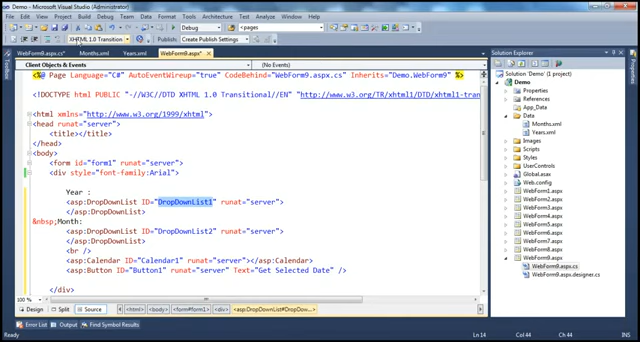 Demo - Microsoft Visual Studio (Administrator)
File Edit View Project Build Debug Team Data Tools Architecture Test Analyze Window Help
Debug
XHTML 1.0 Transition Publish: Create Publish Settings
WebForm9.aspx.cs* Months.xml Years.xml WebForm9.aspx* ×
Client Objects & Events (No Events)
<%@ Page Language="C#" AutoEventWireup="true" CodeBehind="WebForm9.aspx.cs" Inherits="Demo.WebForm9" %>
<!DOCTYPE html PUBLIC "-//W3C//DTD XHTML 1.0 Transitional//EN" "http://www.w3.org/TR/xhtml1/DTD/xhtml1-tran
<html xmlns="http://www.w3.org/1999/xhtml">
<head runat="server">
<title></title>
</head>
<body>
<form id="form1" runat="server">
<div style="font-family:Arial">
Year :
<asp:DropDownList ID="DropDownList1" runat="server">
</asp:DropDownList>
&nbsp;Month:
<asp:DropDownList ID="DropDownList2" runat="server">
</asp:DropDownList>
<br />
<asp:Calendar ID="Calendar1" runat="server"></asp:Calendar>
<asp:Button ID="Button1" runat="server" Text="Get Selected Date" />
</div>
100 %
Design Split Source <html> <body> <form#form1> <div> <asp:DropDownList#DropDow...>
Error List Output Find Symbol Results
Ln 14 Col 44 Ch 44 INS
Toolbox
Solution Explorer
Solution 'Demo'
Demo
Properties
References
App_Data
Data
Months.xml
Years.xml
Images
Scripts
Styles
UserControls
Global.asax
Web.config
WebForm1.aspx
WebForm2.aspx
WebForm3.aspx
WebForm4.aspx
WebForm5.aspx
WebForm6.aspx
WebForm7.aspx
WebForm8.aspx
WebForm9.aspx
WebForm9.aspx.cs
WebForm9.aspx.designer.cs
Properties